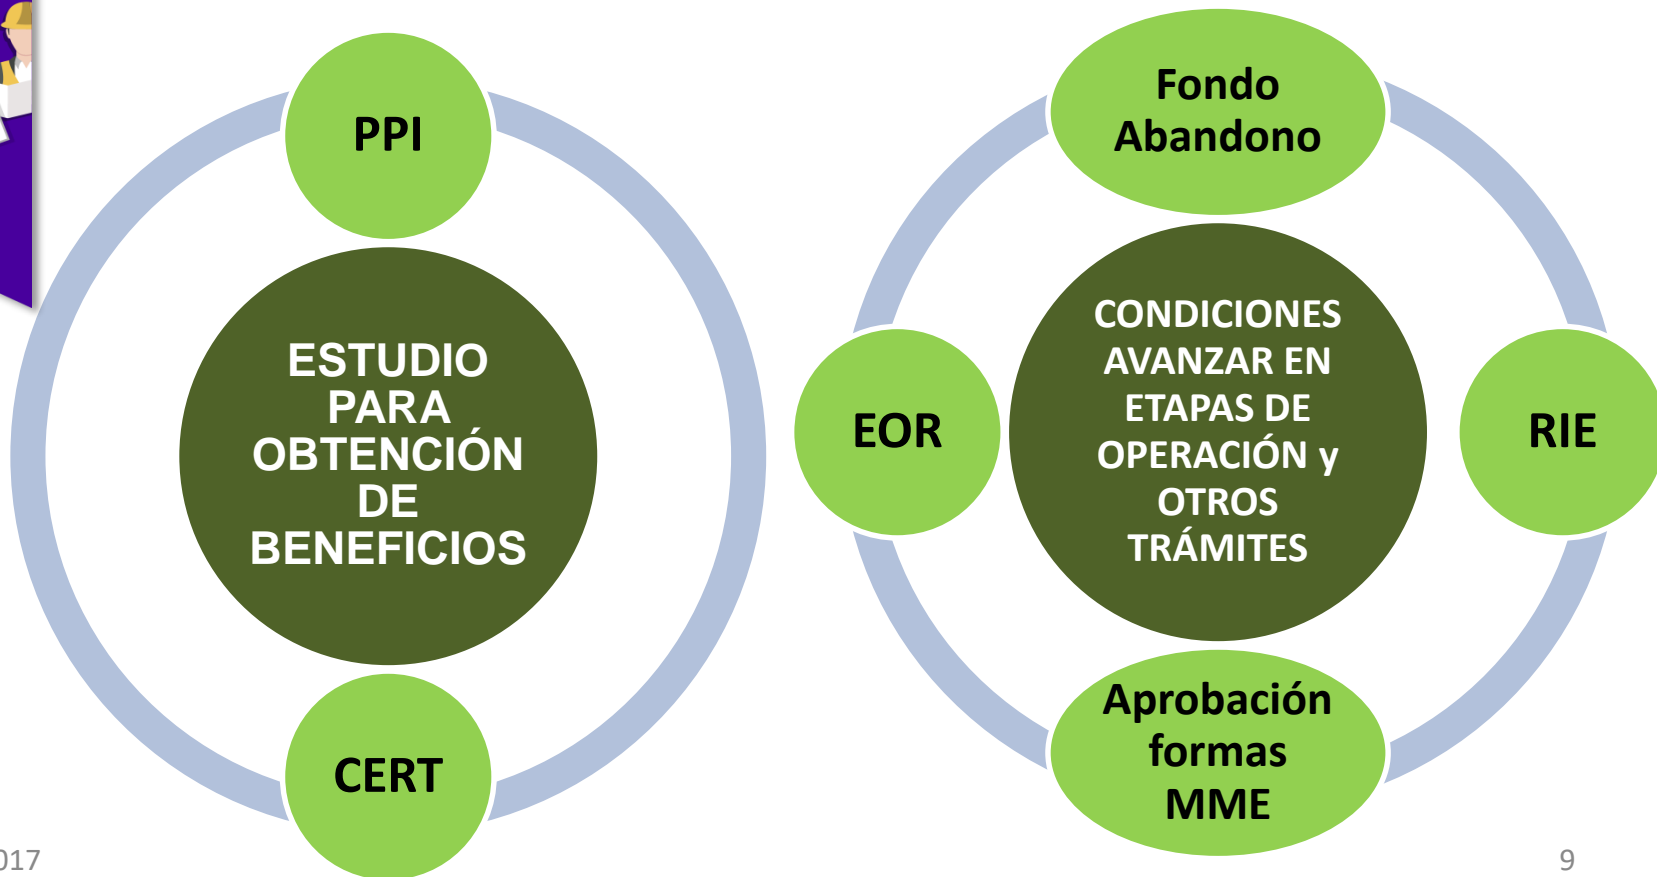 PPI
ESTUDIO
PARA
OBTENCIÓN
DE
BENEFICIOS
CERT
Fondo
Abandono
EOR
CONDICIONES
AVANZAR EN
ETAPAS DE
OPERACIÓN y
OTROS
TRÁMITES
RIE
Aprobación
formas
MME
017
9